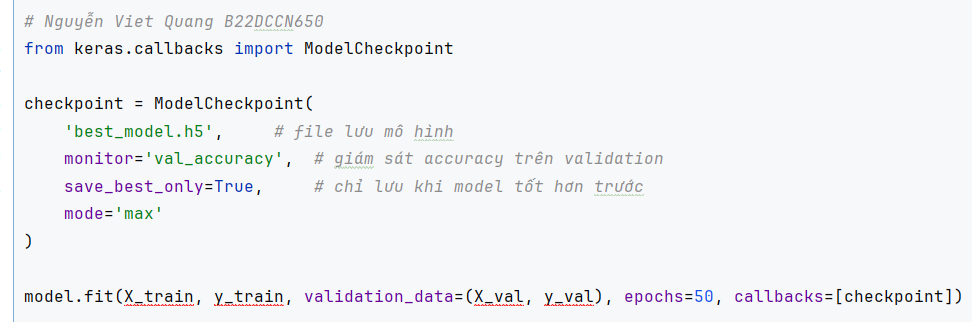 # Nguyễn Viet Quang B22DCCN650
from keras.callbacks import ModelCheckpoint
checkpoint = ModelCheckpoint(
    'best_model.h5',     # file lưu mô hình
    monitor='val_accuracy',  # giám sát accuracy trên validation
    save_best_only=True,     # chỉ lưu khi model tốt hơn trước
    mode='max'
)
model.fit(X_train, y_train, validation_data=(X_val, y_val), epochs=50, callbacks=[checkpoint])